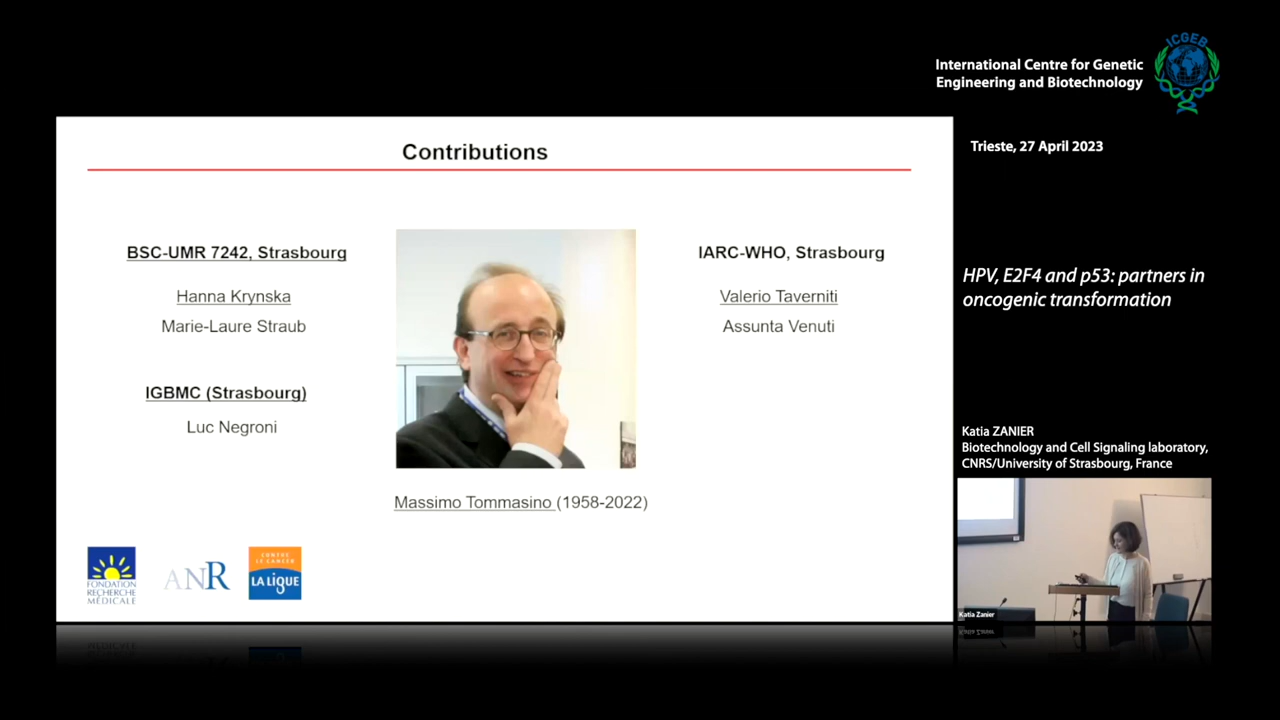 ICGEB
International Centre for Genetic
Engineering and Biotechnology
Trieste, 27 April 2023
Contributions
BSC-UMR 7242, Strasbourg
Hanna Krynska
Marie-Laure Straub
IGBMC (Strasbourg)
Luc Negroni
Massimo Tommasino (1958-2022)
IARC-WHO, Strasbourg
Valerio Taverniti
Assunta Venuti
FONDATION
RECHERCHE
MÉDICALE
ANR
CONTRE
LE CANCER
LA LIGUE
HPV, E2F4 and p53: partners in
oncogenic transformation
Katia ZANIER
Biotechnology and Cell Signaling laboratory,
CNRS/University of Strasbourg, France
Katia Zanier